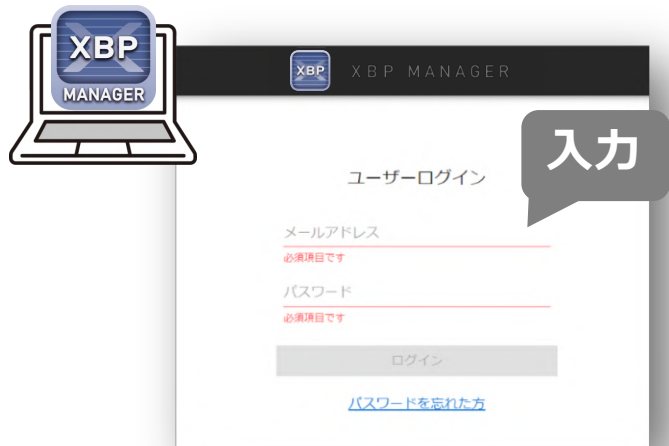 XBP
MANAGER
XBP
XBP MANAGER
入力
ユーザーログイン
メールアドレス
必須項目です
パスワード
必須項目です
ログイン
パスワードを忘れた方